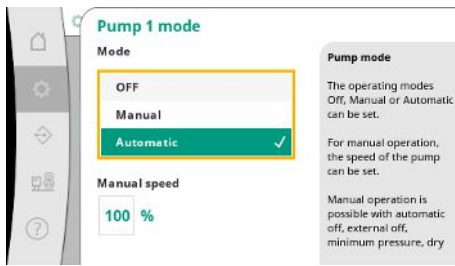 Pump 1 mode
Mode
OFF
Manual
Automatic
Manual speed
100 %
Pump mode
The operating modes
Off, Manual or Automatic
can be set.
For manual operation,
the speed of the pump
can be set.
Manual operation is
possible with automatic
off, external off,
minimum pressure, dry